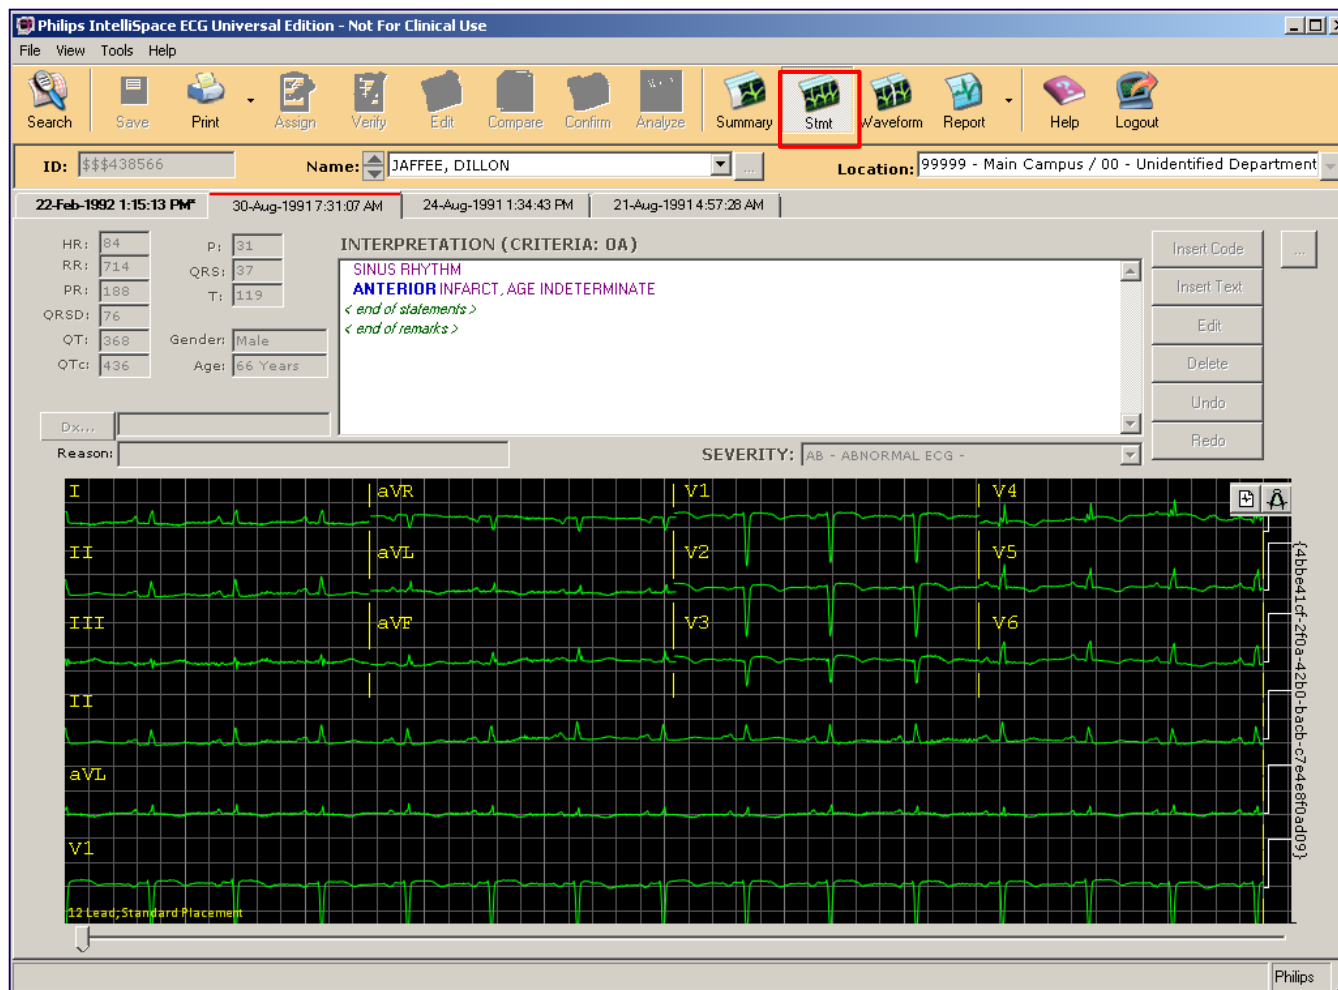 Philips IntelliSpace ECG Universal Edition - Not For Clinical Use
File View Tools Help
Search Save Print Assign Verify Edit Compare Confirm Analyze Summary Stmt Waveform Report Help Logout
ID: $$$438566 Name: JAFFEE, DILLON ... Location: 99999 - Main Campus / 00 - Unidentified Department
22-Feb-1992 1:15:13 PM* 30-Aug-1991 7:31:07 AM 24-Aug-1991 1:34:43 PM 21-Aug-1991 4:57:28 AM
HR: 84
RR: 714
PR: 188
QRSD: 76
QT: 368
QTc: 436
P: 31
QRS: 37
T: 119
Gender: Male
Age: 66 Years
Dx...
Reason:
INTERPRETATION (CRITERIA: 0A)
SINUS RHYTHM
ANTERIOR INFARCT, AGE INDETERMINATE
< end of statements >
< end of remarks >
SEVERITY: AB - ABNORMAL ECG -
Insert Code ...
Insert Text
Edit
Delete
Undo
Redo
I aVR V1 V4
II aVL V2 V5
III aVF V3 V6
II
aVL
V1
12 Lead;Standard Placement
{4bbe41cf-2f0a-42b0-bacb-c7e4e8f0ad09}
Philips